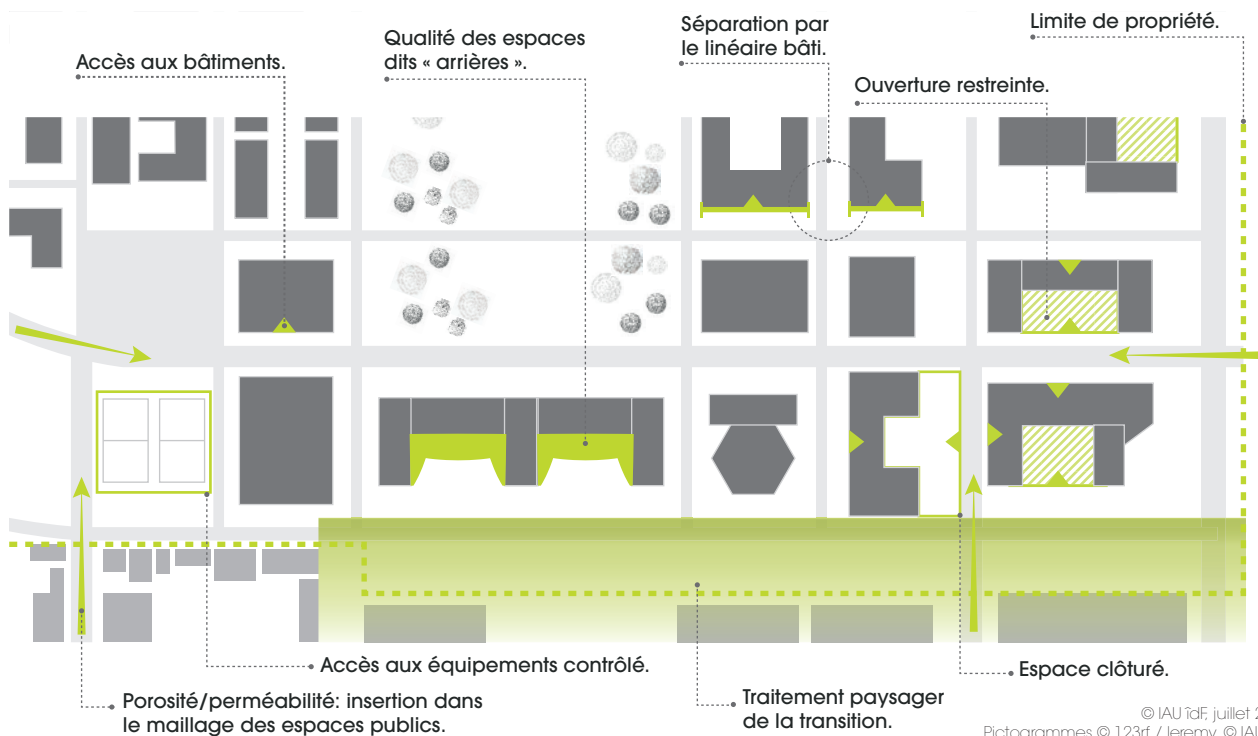 Séparation par
le linéaire bâti.
Limite de propriété.
Qualité des espaces
dits « arrières ».
Accès aux bâtiments.
Ouverture restreinte.
Accès aux équipements contrôlé.
Espace clôturé.
Porosité/perméabilité: insertion dans
le maillage des espaces publics.
Traitement paysager
de la transition.
© IAU îdF, juillet 2
Pictogrammes © 123rf / Jeremy, © IAU